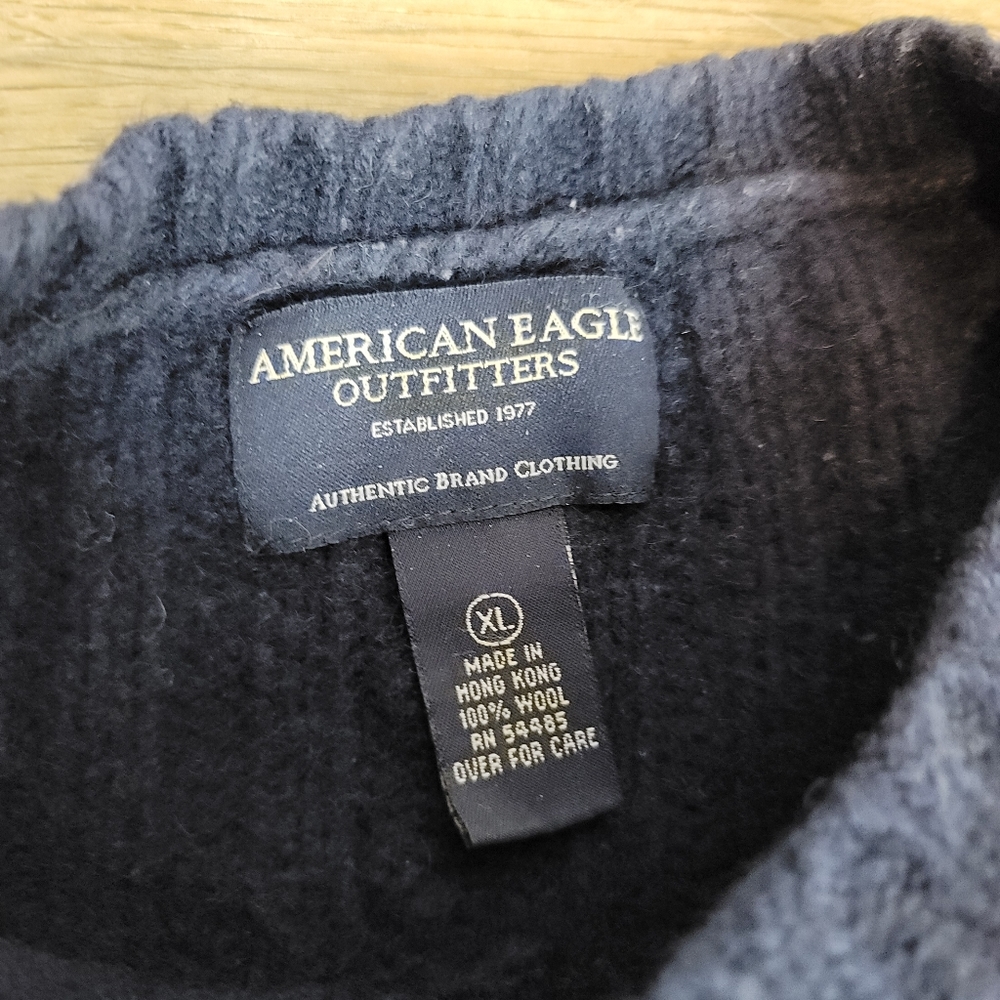 AMERICAN EAGLE
OUTFITTERS
ESTABLISHED 1977
AUTHENTIC BRAND CLOTHING
XL
MADE IN
HONG KONG
100% WOOL
RN 54485
OVER FOR CARE